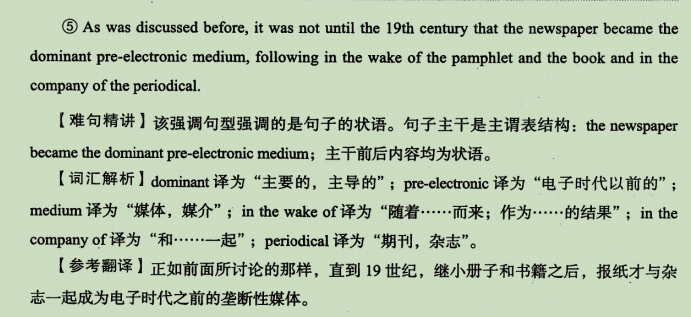 ⑤ As was discussed before, it was not until the 19th century that the newspaper became the
dominant pre-electronic medium, following in the wake of the pamphlet and the book and in the
company of the periodical.
【难句精讲】该强调句型强调的是句子的状语。句子主干是主谓表结构：the newspaper
became the dominant pre-electronic medium；主干前后内容均为状语。
【词汇解析】dominant 译为“主要的，主导的”；pre-electronic 译为“电子时代以前的”；
medium 译为“媒体，媒介”；in the wake of 译为“随着……而来；作为……的结果”；in the
company of 译为“和……一起”；periodical 译为“期刊，杂志”。
【参考翻译】正如前面所讨论的那样，直到 19 世纪，继小册子和书籍之后，报纸才与杂
志一起成为电子时代之前的垄断性媒体。